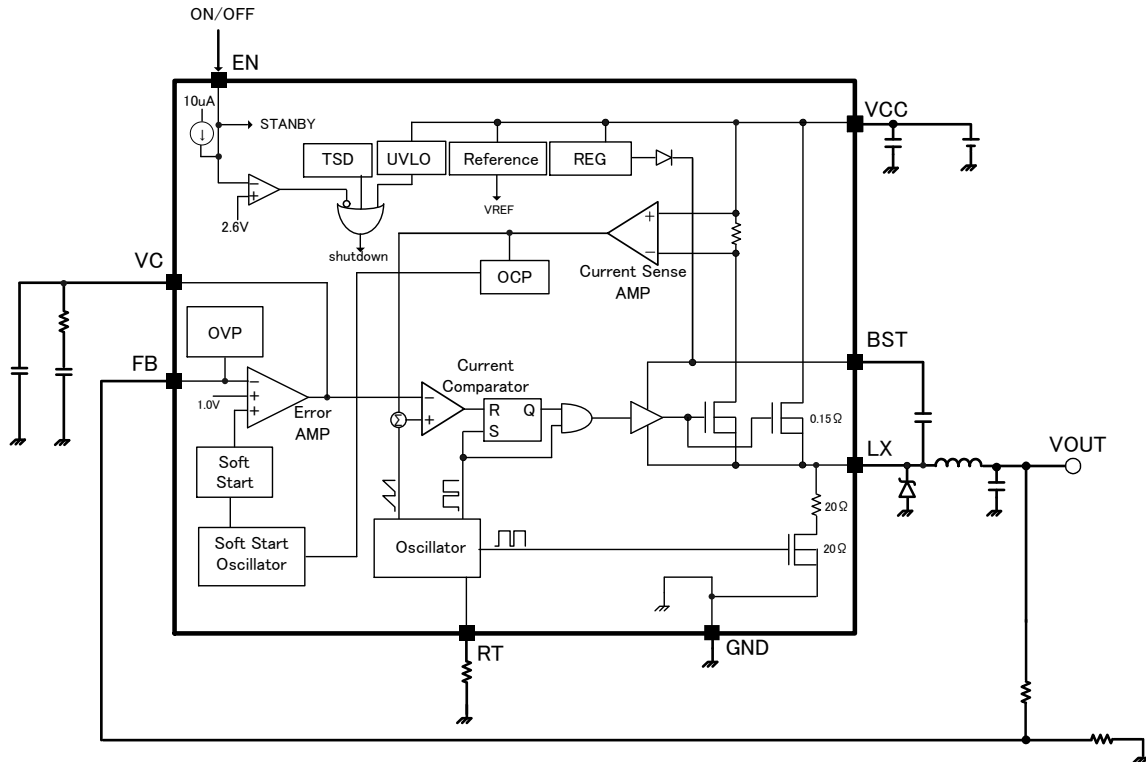 ON/OFF
EN
10uA
STANBY
VCC
TSD
UVLO
Reference
REG
2.6V
VREF
shutdown
VC
OCP
Current Sense
AMP
OVP
BST
FB
Current
Comparator
1.0V
Error
AMP
R
Q
S
Σ
0.15Ω
LX
VOUT
Soft
Start
20Ω
Soft Start
Oscillator
Oscillator
20Ω
RT
GND